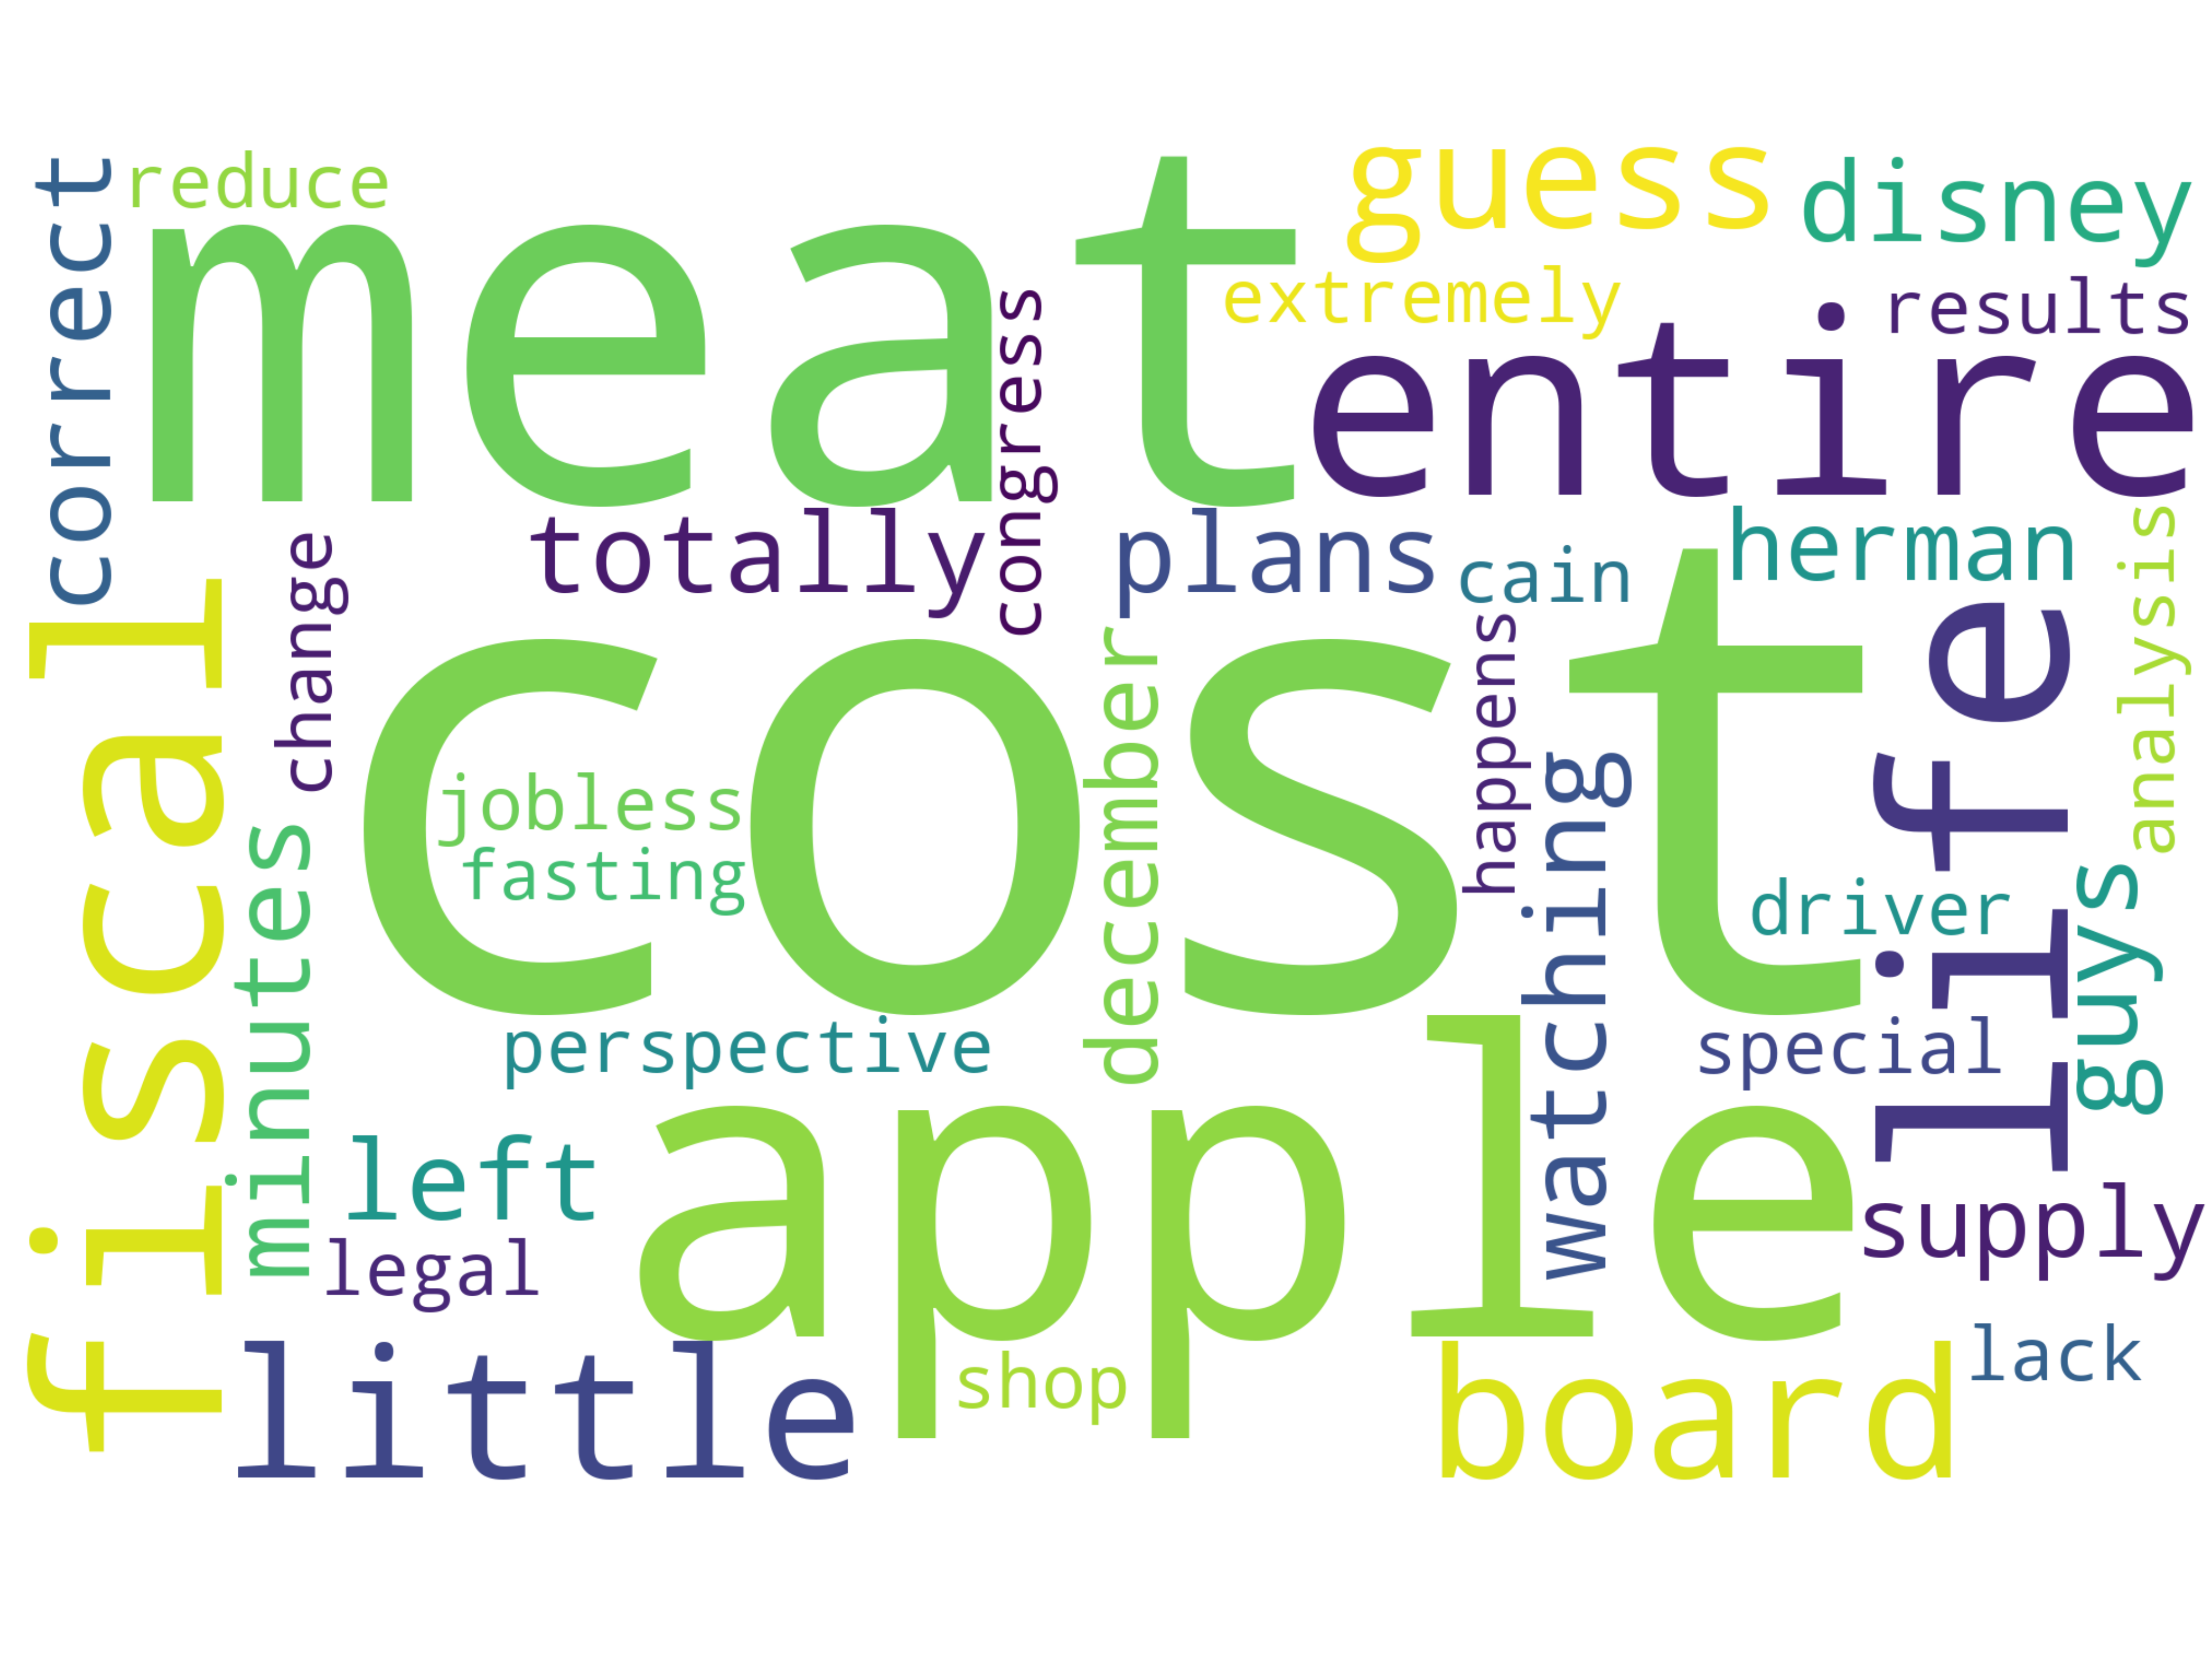 reduce
guess
disney
correct
meat
extremely
results
congress
entire
totally
plans
cain
herman
analysis
change
fiscal
cost
december
happens
life
jobless
fasting
watching
driver
guys
minutes
perspective
special
left
apple
supply
legal
little
shop
board
lack